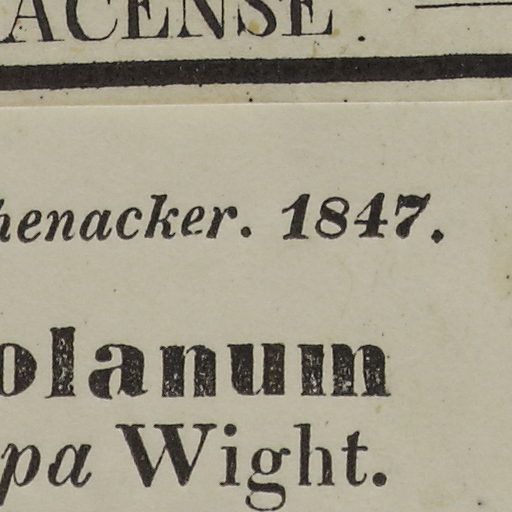 ACENSE.
henacker. 1847.
olanum
pa Wight.